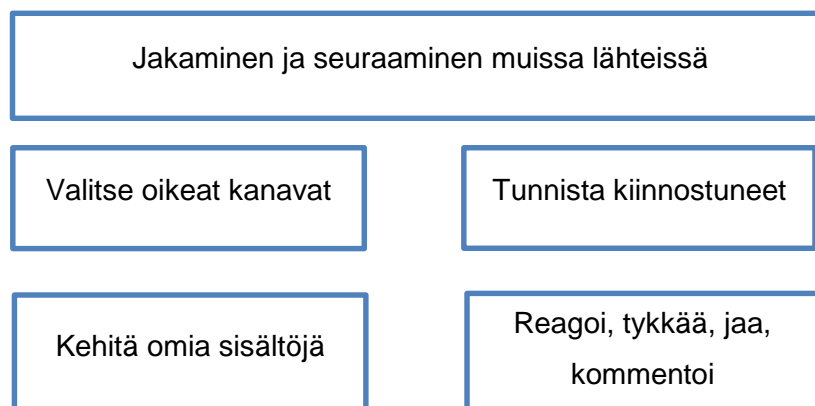 Jakaminen ja seuraaminen muissa lähteissä
Valitse oikeat kanavat
Tunnista kiinnostuneet
Kehitä omia sisältöjä
Reagoi, tykkää, jaa,
kommentoi